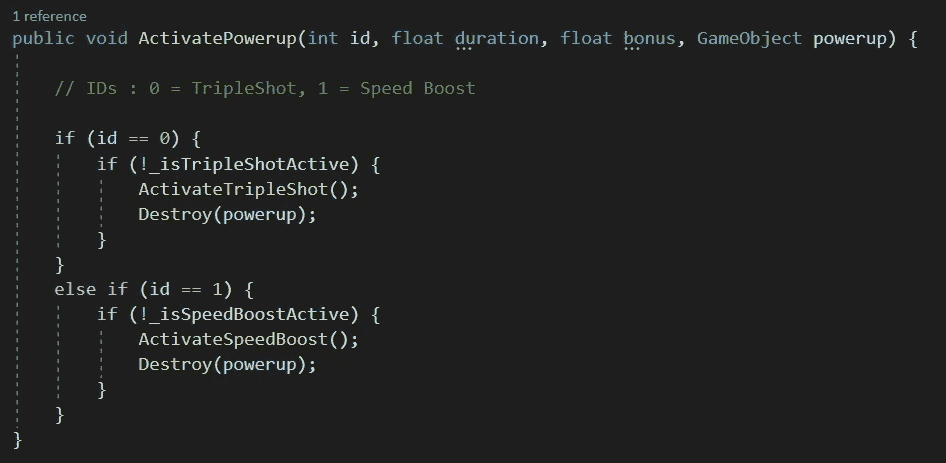 1 reference
public void ActivatePowerup(int id, float duration, float bonus, GameObject powerup) {
// IDs : 0 = TripleShot, 1 = Speed Boost
if (id == 0) {
if (!_isTripleShotActive) {
ActivateTripleShot();
Destroy(powerup);
}
}
else if (id == 1) {
if (!_isSpeedBoostActive) {
ActivateSpeedBoost();
Destroy(powerup);
}
}
}